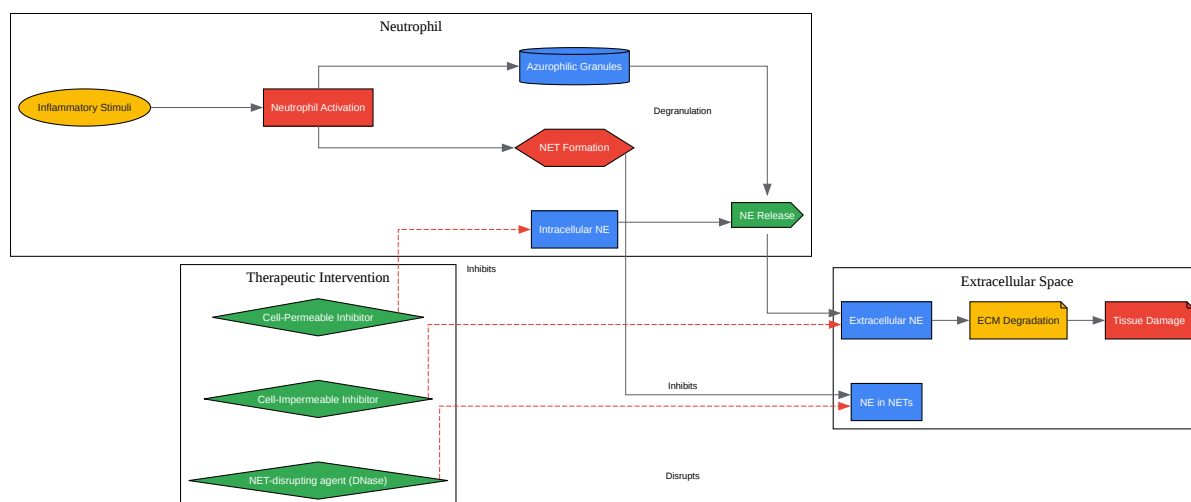 Neutrophil
Azurophilic Granules
Inflammatory Stimuli
Neutrophil Activation
Degranulation
NET Formation
NE Release
Intracellular NE
Inhibits
Therapeutic Intervention
Cell-Permeable Inhibitor
Cell-Impermeable Inhibitor
NET-disrupting agent (DNase)
Extracellular Space
Extracellular NE
ECM Degradation
Tissue Damage
Inhibits
NE in NETs
Disrupts